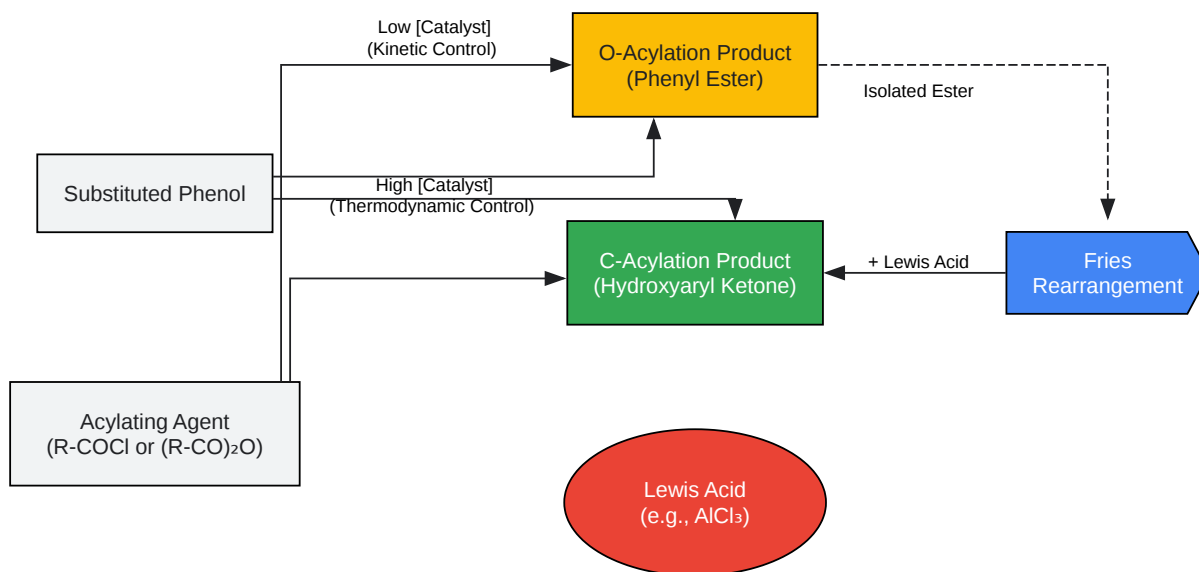 Low [Catalyst]
(Kinetic Control)
O-Acylation Product
(Phenyl Ester)
Isolated Ester
Substituted Phenol
High [Catalyst]
(Thermodynamic Control)
C-Acylation Product
(Hydroxyaryl Ketone)
+ Lewis Acid
Fries
Rearrangement
Acylating Agent
(R-COCl or (R-CO)₂O)
Lewis Acid
(e.g., AlCl₃)